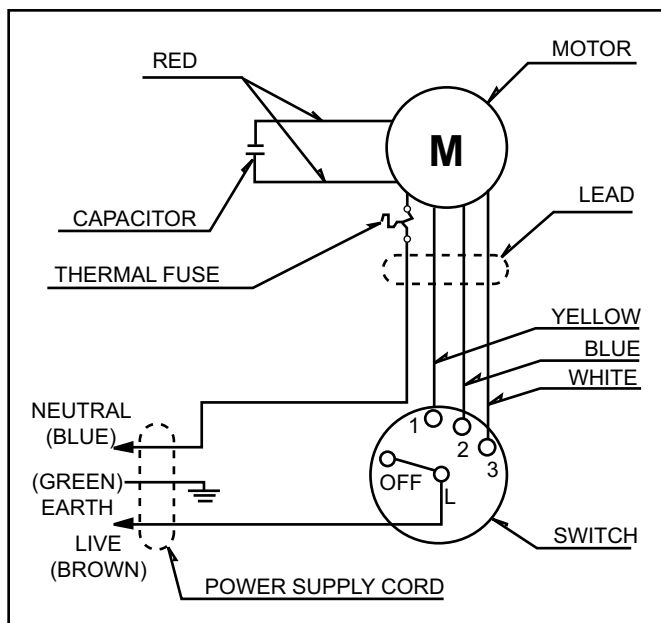 RED
MOTOR
M
CAPACITOR
LEAD
THERMAL FUSE
YELLOW
BLUE
WHITE
NEUTRAL
(BLUE)
1
2
3
OFF
L
(GREEN)
EARTH
LIVE
(BROWN)
SWITCH
POWER SUPPLY CORD